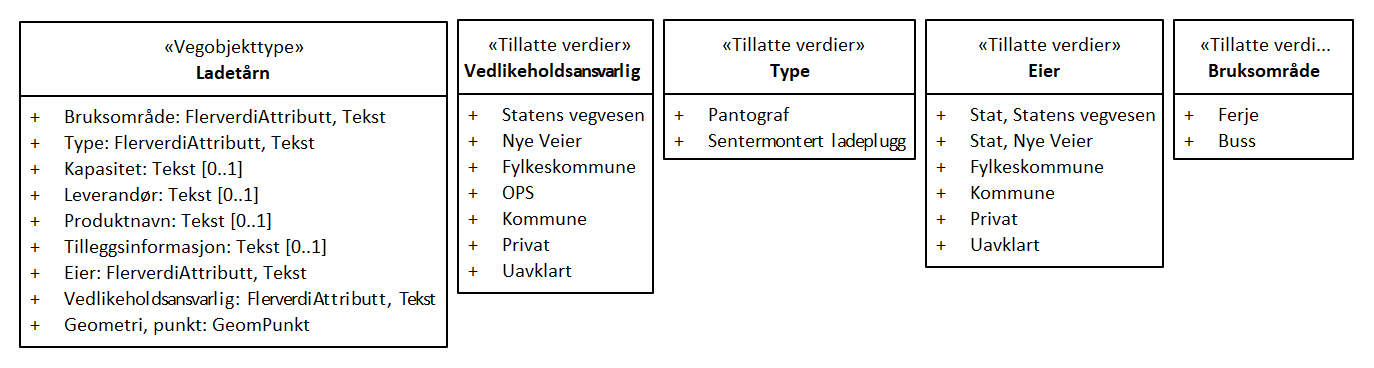 «Vegobjekttype»
Ladetårn
+ Bruksområde: FlerverdiAttributt, Tekst
+ Type: FlerverdiAttributt, Tekst
+ Kapasitet: Tekst [0..1]
+ Leverandør: Tekst [0..1]
+ Produktnavn: Tekst [0..1]
+ Tilleggsinformasjon: Tekst [0..1]
+ Eier: FlerverdiAttributt, Tekst
+ Vedlikeholdsansvarlig: FlerverdiAttributt, Tekst
+ Geometri, punkt: GeomPunkt
«Tillatte verdier»
Vedlikeholdsansvarlig
+ Statens vegvesen
+ Nye Veier
+ Fylkeskommune
+ OPS
+ Kommune
+ Privat
+ Uavklart
«Tillatte verdier»
Type
+ Pantograf
+ Sentermontert ladeplugg
«Tillatte verdier»
Eier
+ Stat, Statens vegvesen
+ Stat, Nye Veier
+ Fylkeskommune
+ Kommune
+ Privat
+ Uavklart
«Tillatte verdi...
Bruksområde
+ Ferje
+ Buss